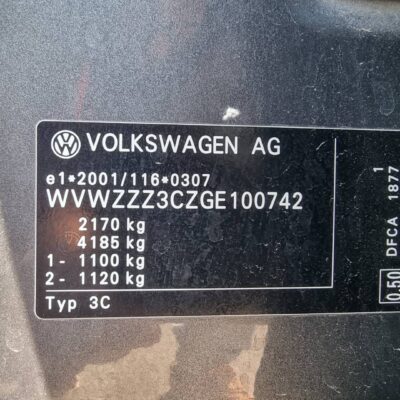 VOLKSWAGEN AG
e1*2001/116*0307
WVWZZZ3CZGE100742
2170 kg
4185 kg
1- 1100 kg
2- 1120 kg
Typ 3C
DFCA 1877 1
0.50